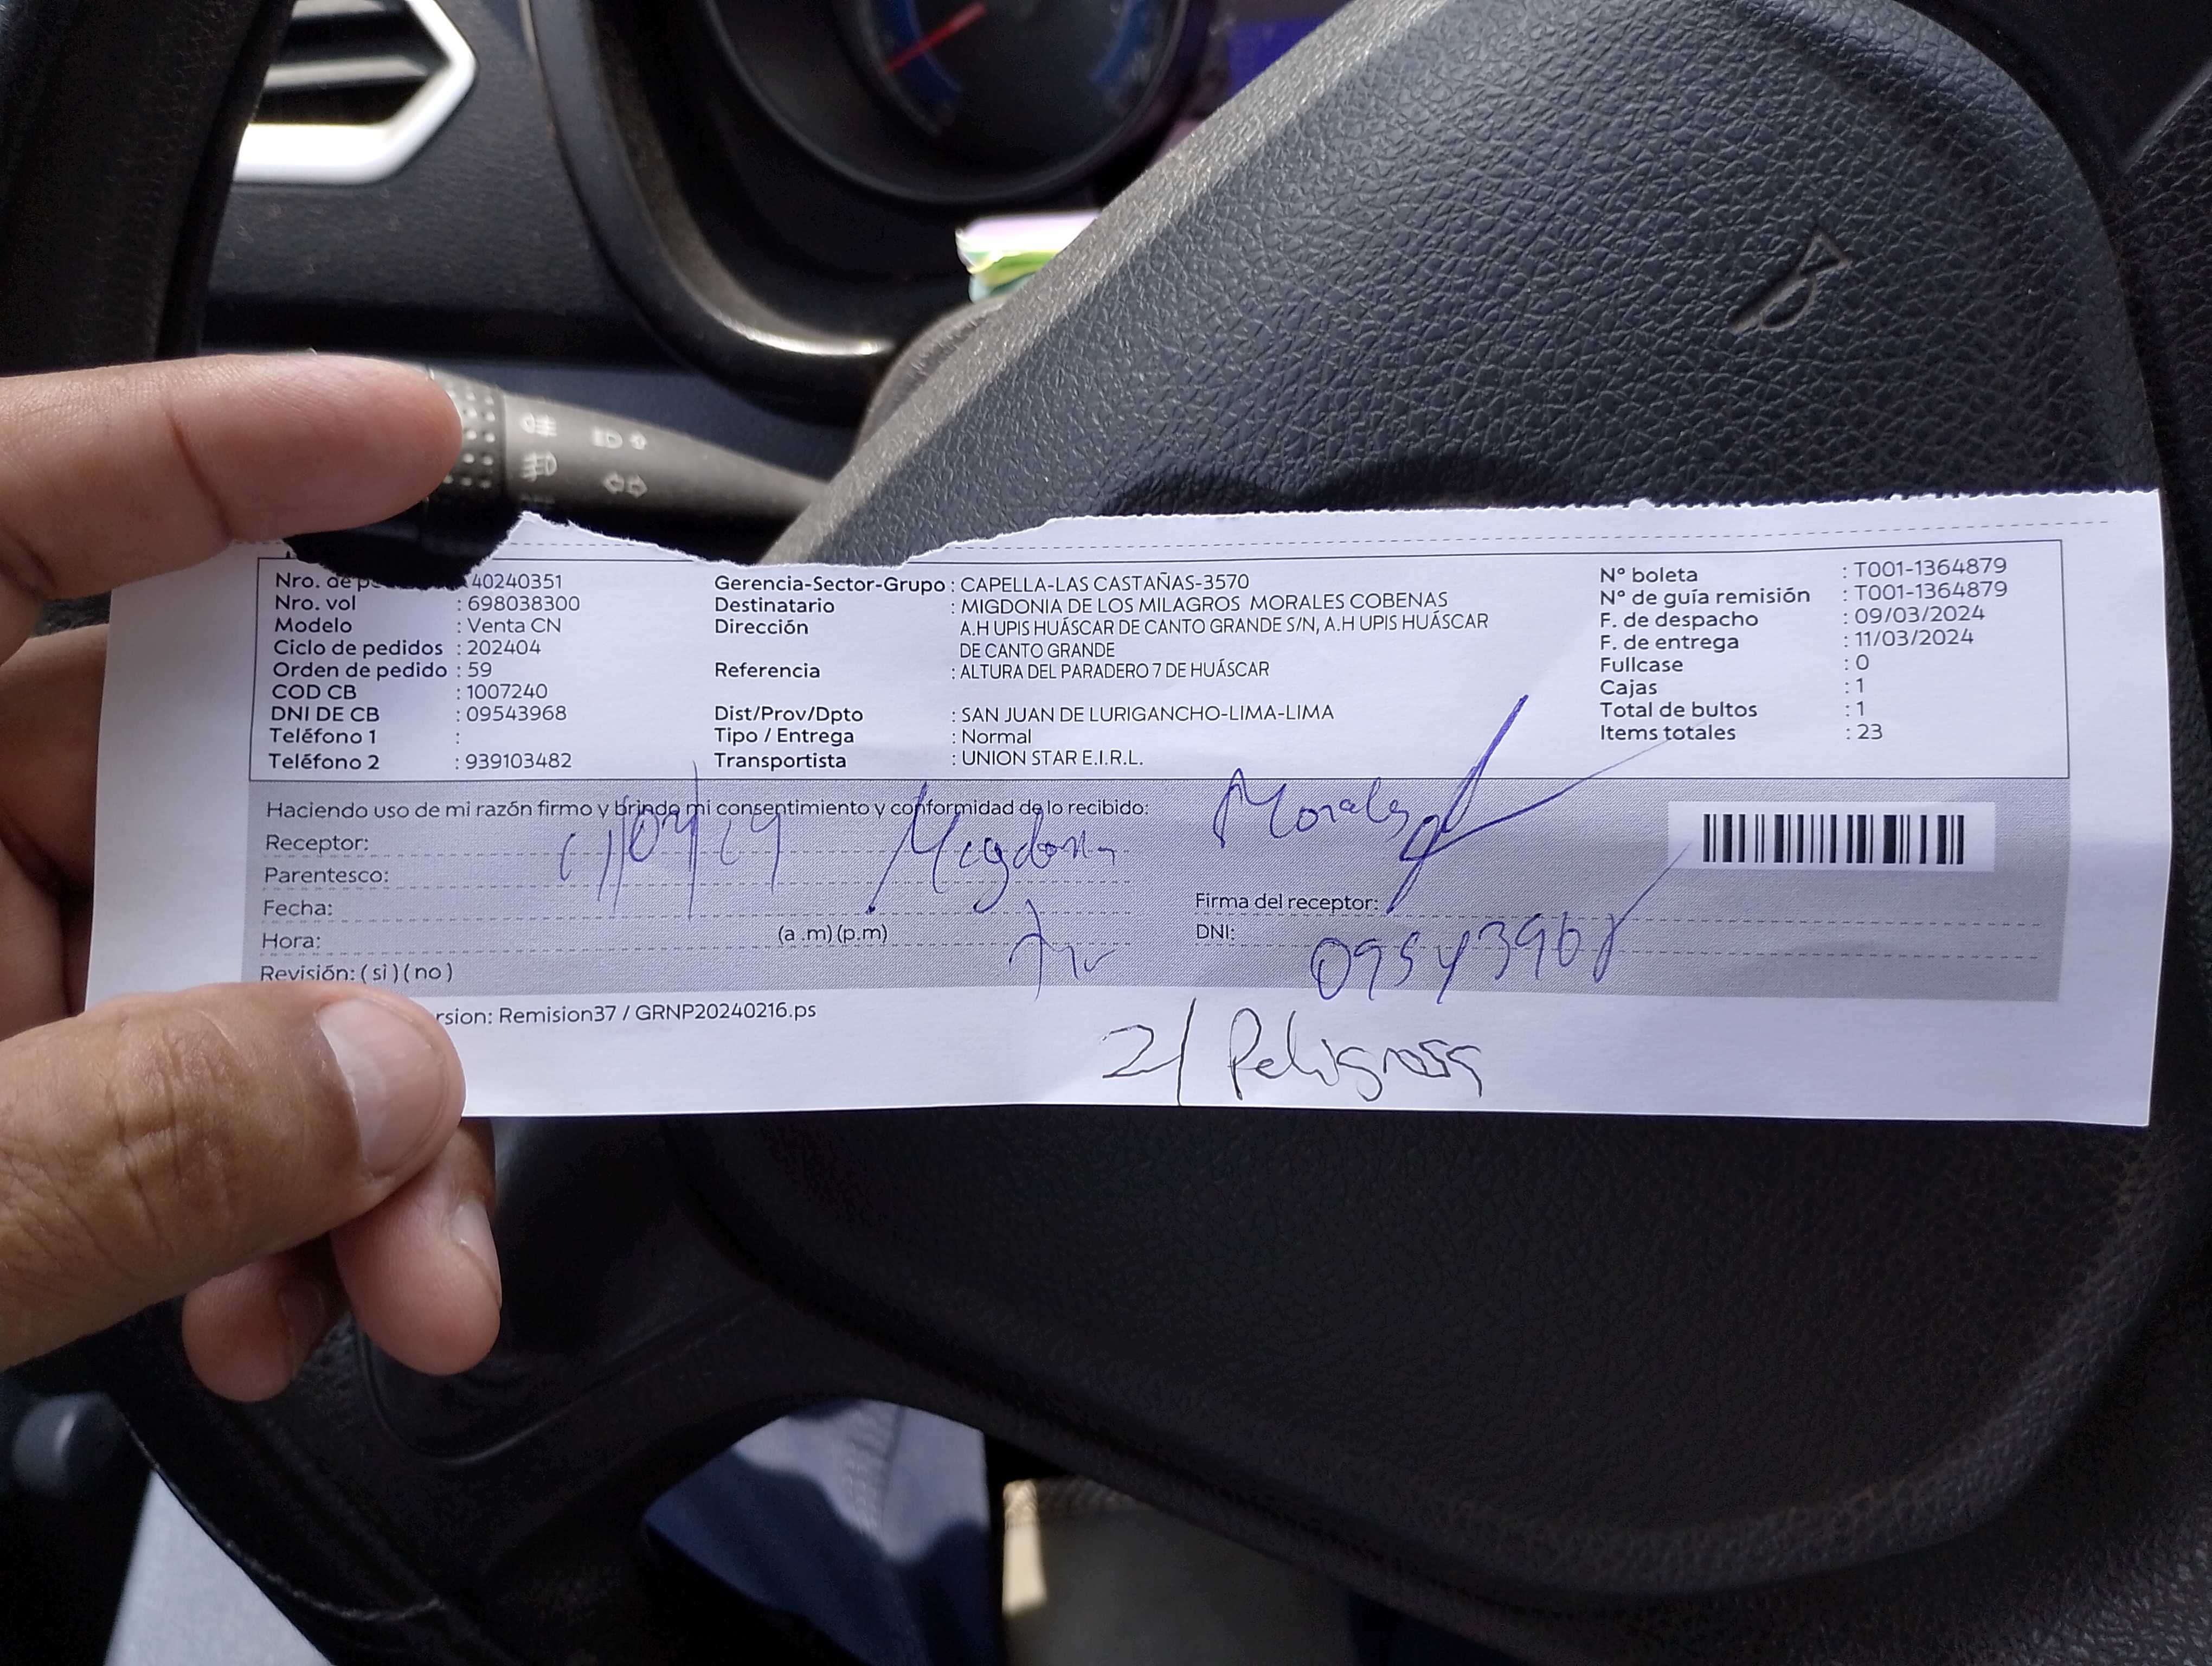 Nro. de pe 40240351
Nro. vol : 698038300
Modelo : Venta CN
Ciclo de pedidos : 202404
Orden de pedido : 59
COD CB : 1007240
DNI DE CB : 09543968
Teléfono 1 :
Teléfono 2 : 939103482
Gerencia-Sector-Grupo : CAPELLA-LAS CASTAÑAS-3570
Destinatario : MIGDONIA DE LOS MILAGROS MORALES COBENAS
Dirección : A.H UPIS HUÁSCAR DE CANTO GRANDE S/N, A.H UPIS HUÁSCAR
DE CANTO GRANDE
Referencia : ALTURA DEL PARADERO 7 DE HUÁSCAR
Dist/Prov/Dpto : SAN JUAN DE LURIGANCHO-LIMA-LIMA
Tipo / Entrega : Normal
Transportista : UNION STAR E.I.R.L.
N° boleta : T001-1364879
N° de guía remisión : T001-1364879
F. de despacho : 09/03/2024
F. de entrega : 11/03/2024
Fullcase : 0
Cajas : 1
Total de bultos : 1
Items totales : 23
Haciendo uso de mi razón firmo y brindo mi consentimiento y conformidad de lo recibido:
Morales
Receptor:
Parentesco:
Fecha:
Hora: (a .m) (p.m)
Revisión: ( si ) ( no )
Firma del receptor:
DNI: 09543968
rsion: Remision37 / GRNP20240216.ps
2/ Peligrosa